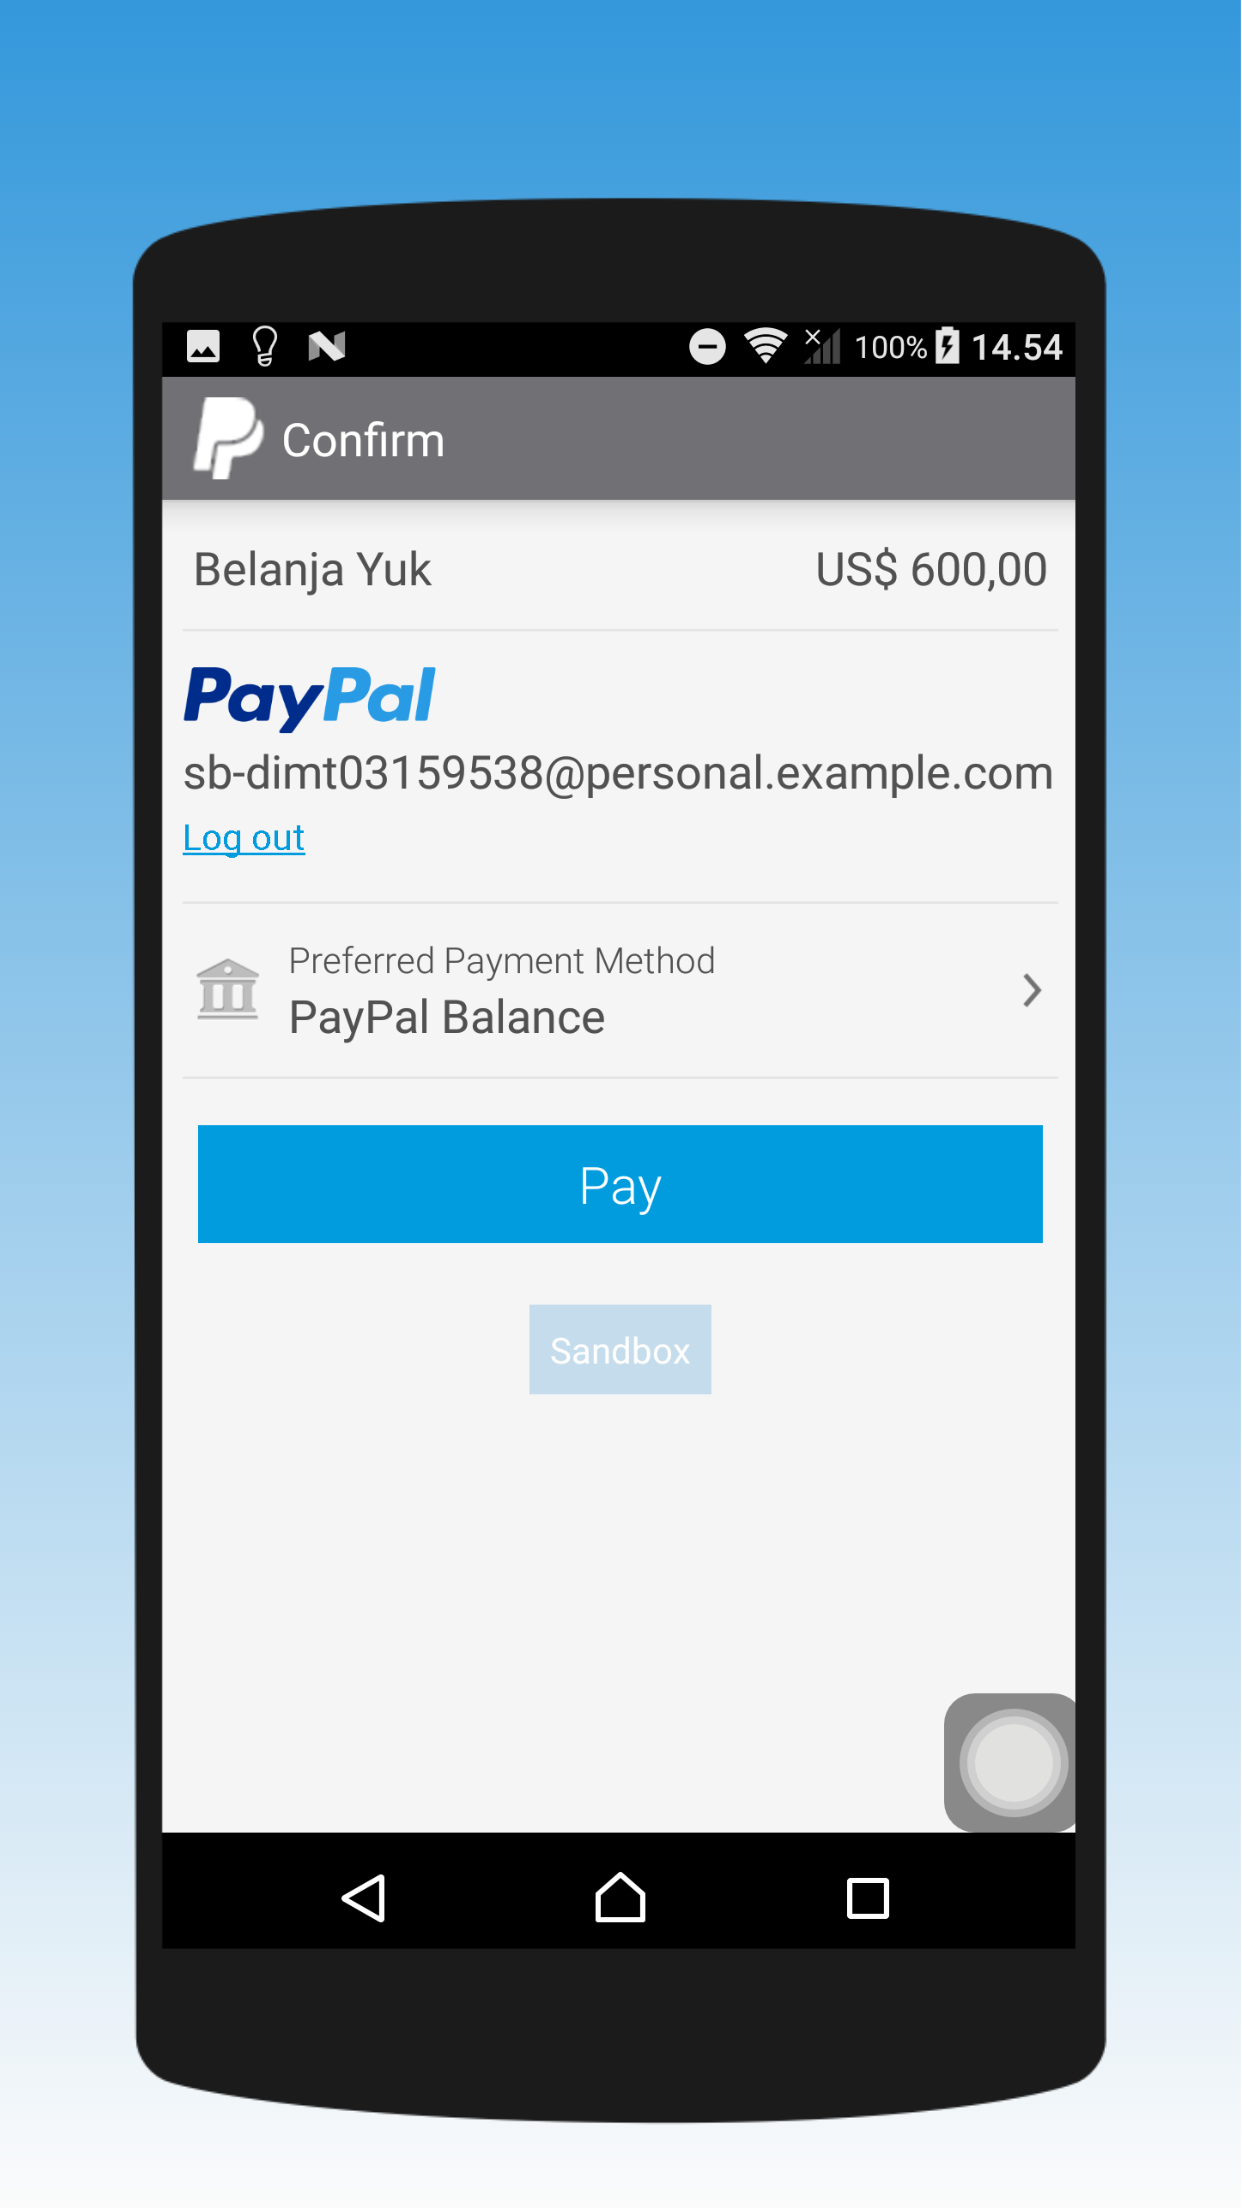 100% 14.54
Confirm
Belanja Yuk US$ 600,00
PayPal
sb-dimt03159538@personal.example.com
Log out
Preferred Payment Method
PayPal Balance
Pay
Sandbox